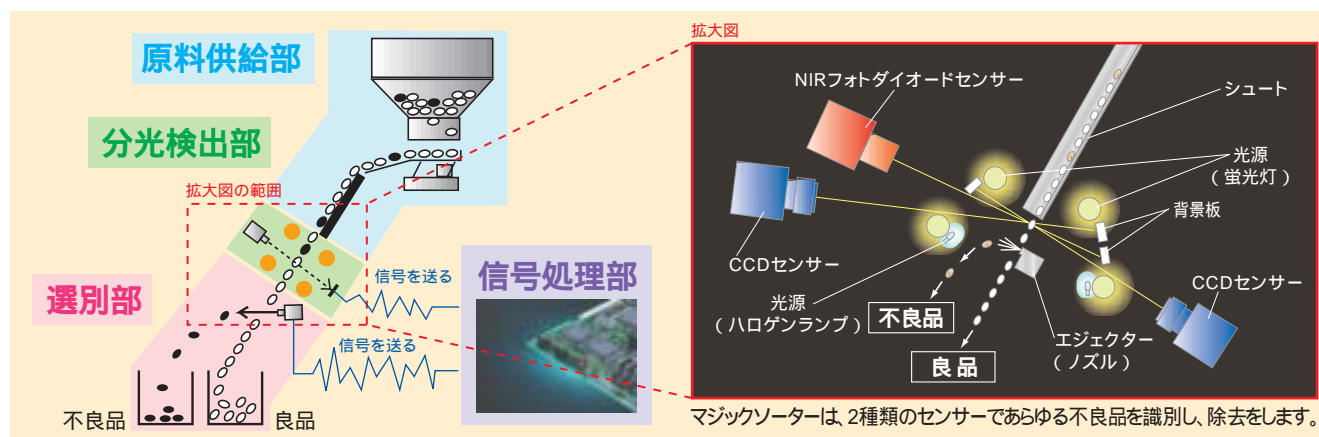 原料供給部
分光検出部
拡大図の範囲
選別部
信号を送る
信号を送る
信号処理部
不良品
良品
拡大図
NIRフォトダイオードセンサー
シュート
光源
(蛍光灯)
背景板
CCDセンサー
CCDセンサー
光源
(ハロゲンランプ)
不良品
良品
エジェクター
(ノズル)
マジックソーターは、2種類のセンサーであらゆる不良品を識別し、除去をします。